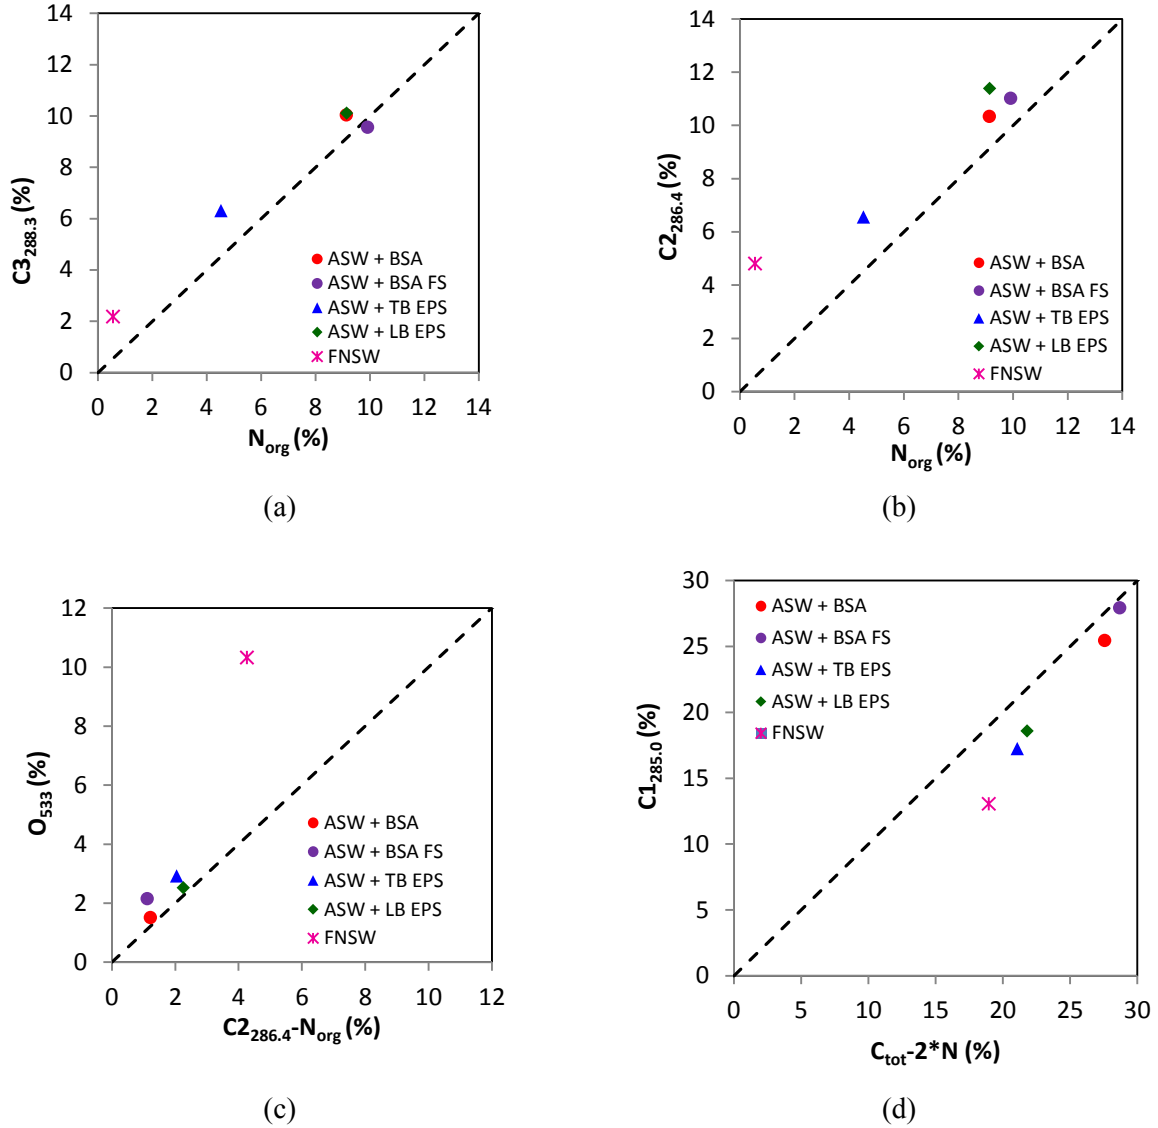 14
12
10
8
6
4
2
0
C3288.3 (%)
ASW + BSA
ASW + BSA FS
ASW + TB EPS
ASW + LB EPS
FNSW
0 2 4 6 8 10 12 14
Norg (%)
(a)
14
12
10
8
6
4
2
0
C2286.4 (%)
ASW + BSA
ASW + BSA FS
ASW + TB EPS
ASW + LB EPS
FNSW
0 2 4 6 8 10 12 14
Norg (%)
(b)
12
10
8
6
4
2
0
O533 (%)
ASW + BSA
ASW + BSA FS
ASW + TB EPS
ASW + LB EPS
FNSW
0 2 4 6 8 10 12
C2286.4-Norg (%)
(c)
30
25
20
15
10
5
0
C1285.0 (%)
ASW + BSA
ASW + BSA FS
ASW + TB EPS
ASW + LB EPS
FNSW
0 5 10 15 20 25 30
Ctot-2*N (%)
(d)